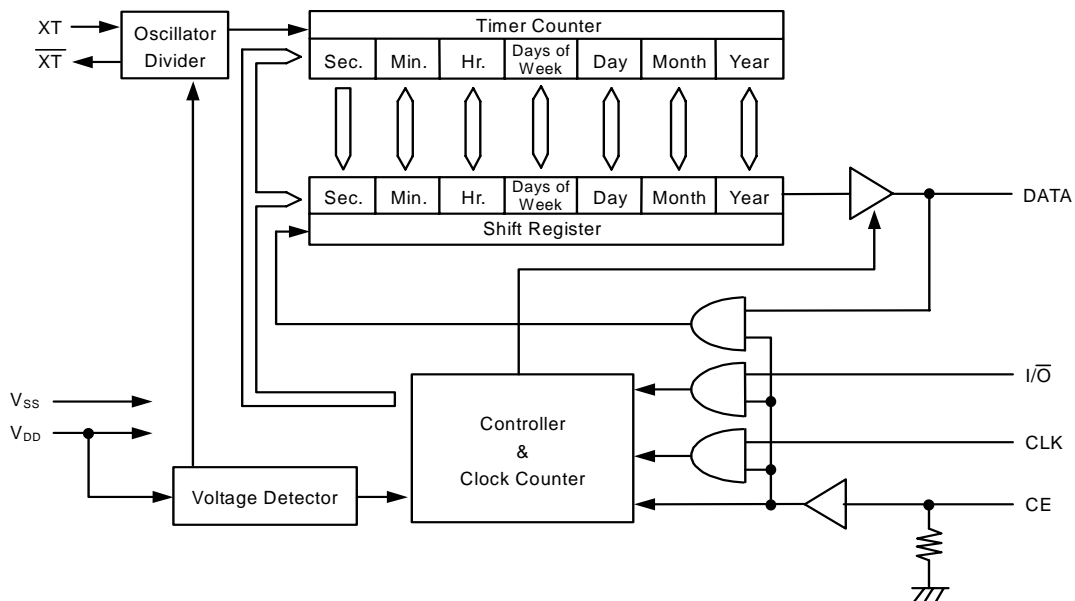 XT
XT
Oscillator
Divider
Timer Counter
Sec. Min. Hr. Days of Week Day Month Year
Sec. Min. Hr. Days of Week Day Month Year
Shift Register
DATA
I/O
CLK
CE
VSS
VDD
Voltage Detector
Controller
&
Clock Counter